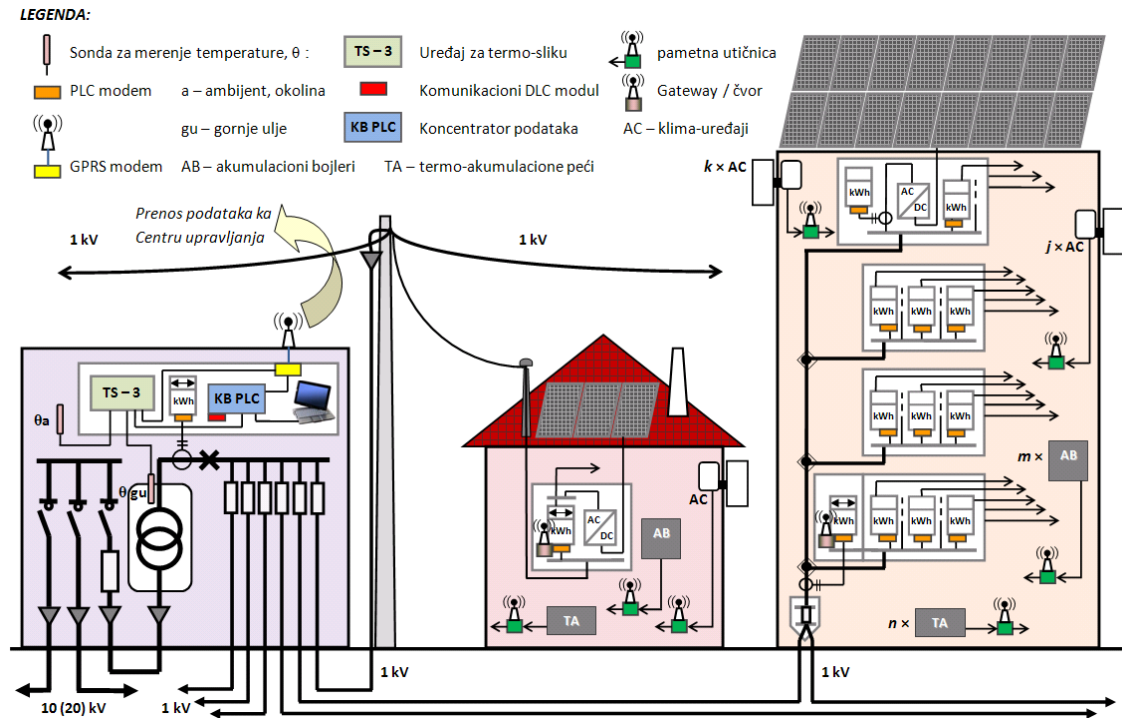 LEGENDA:
Sonda za merenje temperature, θ :
TS – 3
Uređaj za termo-sliku
pametna utičnica
PLC modem
a – ambijent, okolina
Komunikacioni DLC modul
Gateway / čvor
gu – gornje ulje
KB PLC
Koncentrator podataka
AC – klima-uređaji
GPRS modem
AB – akumulacioni bojleri
TA – termo-akumulacione peći
k × AC
kWh
AC
DC
kWh
Prenos podataka ka
Centru upravljanja
1 kV
1 kV
j × AC
kWh
kWh
kWh
TS – 3
kWh
KB PLC
θa
kWh
kWh
kWh
m ×
AB
θgu
AC
kWh
AC
DC
AB
kWh
kWh
kWh
kWh
TA
n ×
TA
1 kV
1 kV
10 (20) kV
1 kV